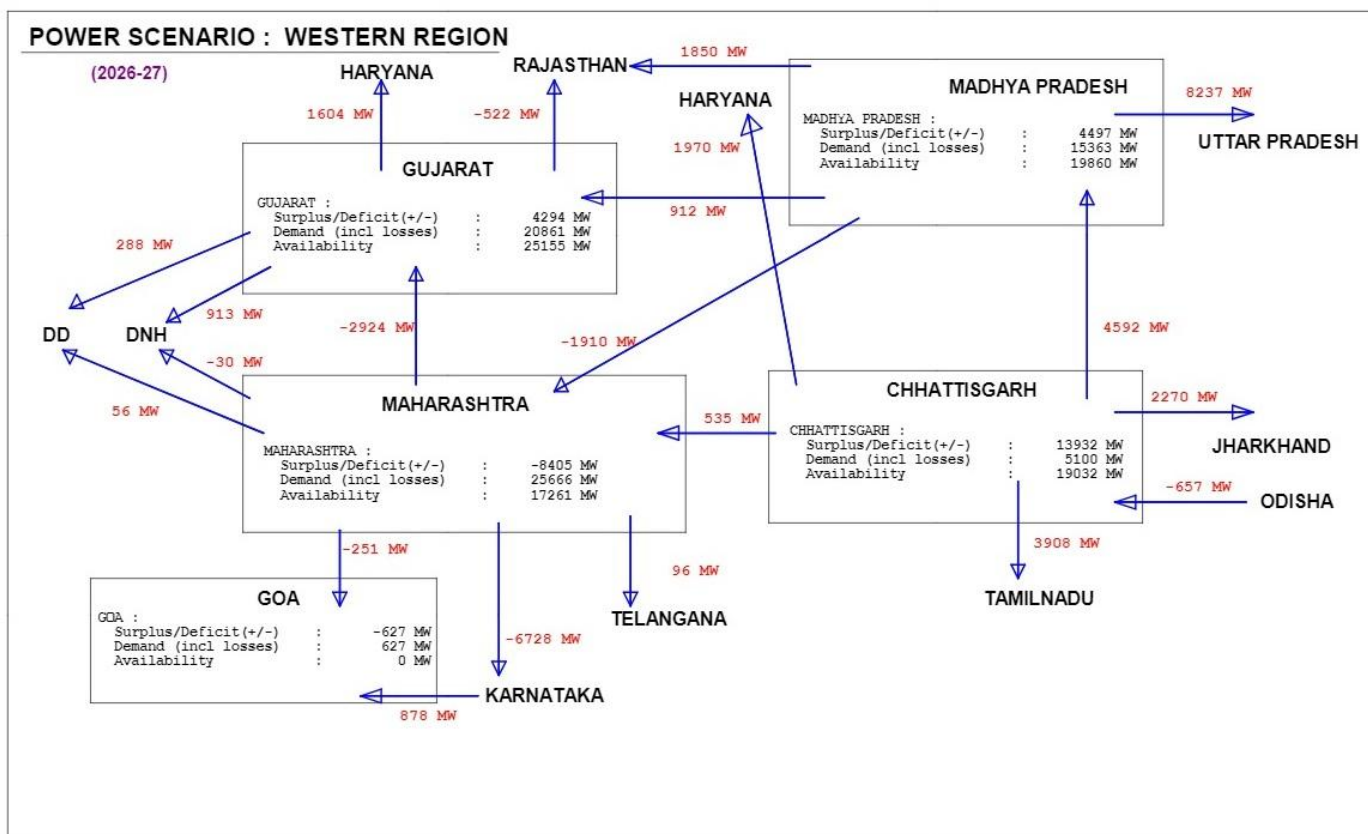 POWER SCENARIO : WESTERN REGION
(2026-27)
HARYANA
RAJASTHAN
1850 MW
HARYANA
MADHYA PRADESH
8237 MW
UTTAR PRADESH
1604 MW
-522 MW
1970 MW
MADHYA PRADESH :
Surplus/Deficit(+/-) : 4497 MW
Demand (incl losses) : 15363 MW
Availability : 19860 MW
GUJARAT
GUJARAT :
Surplus/Deficit(+/-) : 4294 MW
Demand (incl losses) : 20861 MW
Availability : 25155 MW
912 MW
288 MW
913 MW
DD
DNH
-2924 MW
-1910 MW
4592 MW
-30 MW
56 MW
MAHARASHTRA
MAHARASHTRA :
Surplus/Deficit(+/-) : -8405 MW
Demand (incl losses) : 25666 MW
Availability : 17261 MW
535 MW
CHHATTISGARH
CHHATTISGARH :
Surplus/Deficit(+/-) : 13932 MW
Demand (incl losses) : 5100 MW
Availability : 19032 MW
2270 MW
JHARKHAND
-657 MW
ODISHA
-251 MW
3908 MW
96 MW
TAMILNADU
TELANGANA
GOA
GOA :
Surplus/Deficit(+/-) : -627 MW
Demand (incl losses) : 627 MW
Availability : 0 MW
-6728 MW
KARNATAKA
878 MW